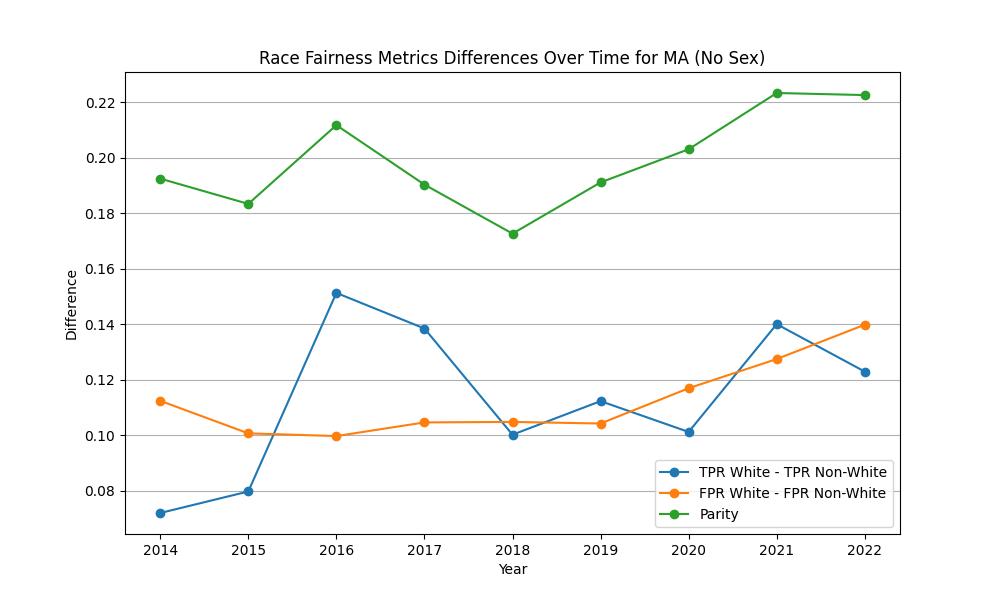 Race Fairness Metrics Differences Over Time for MA (No Sex)
0.22
0.20
0.18
0.16
0.14
0.12
0.10
0.08
Difference
TPR White - TPR Non-White
FPR White - FPR Non-White
Parity
2014 2015 2016 2017 2018 2019 2020 2021 2022
Year